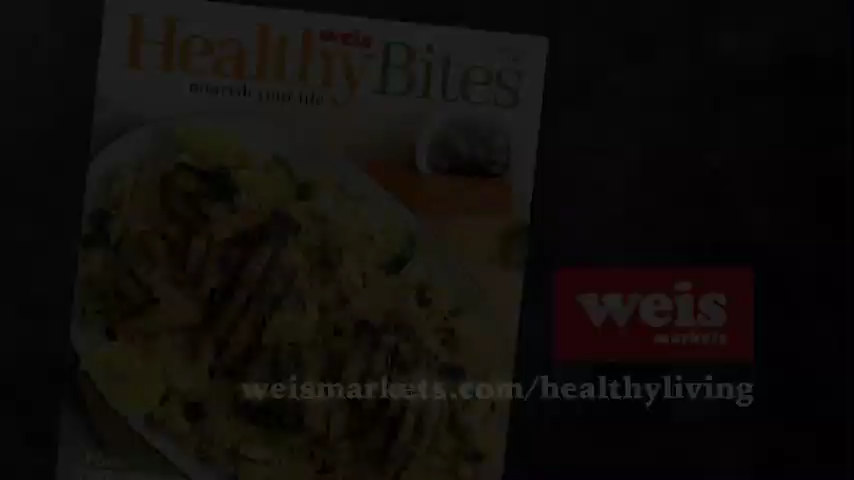 weis
HealthyBites
nourish your life
weis
markets
weismarkets.com/healthyliving